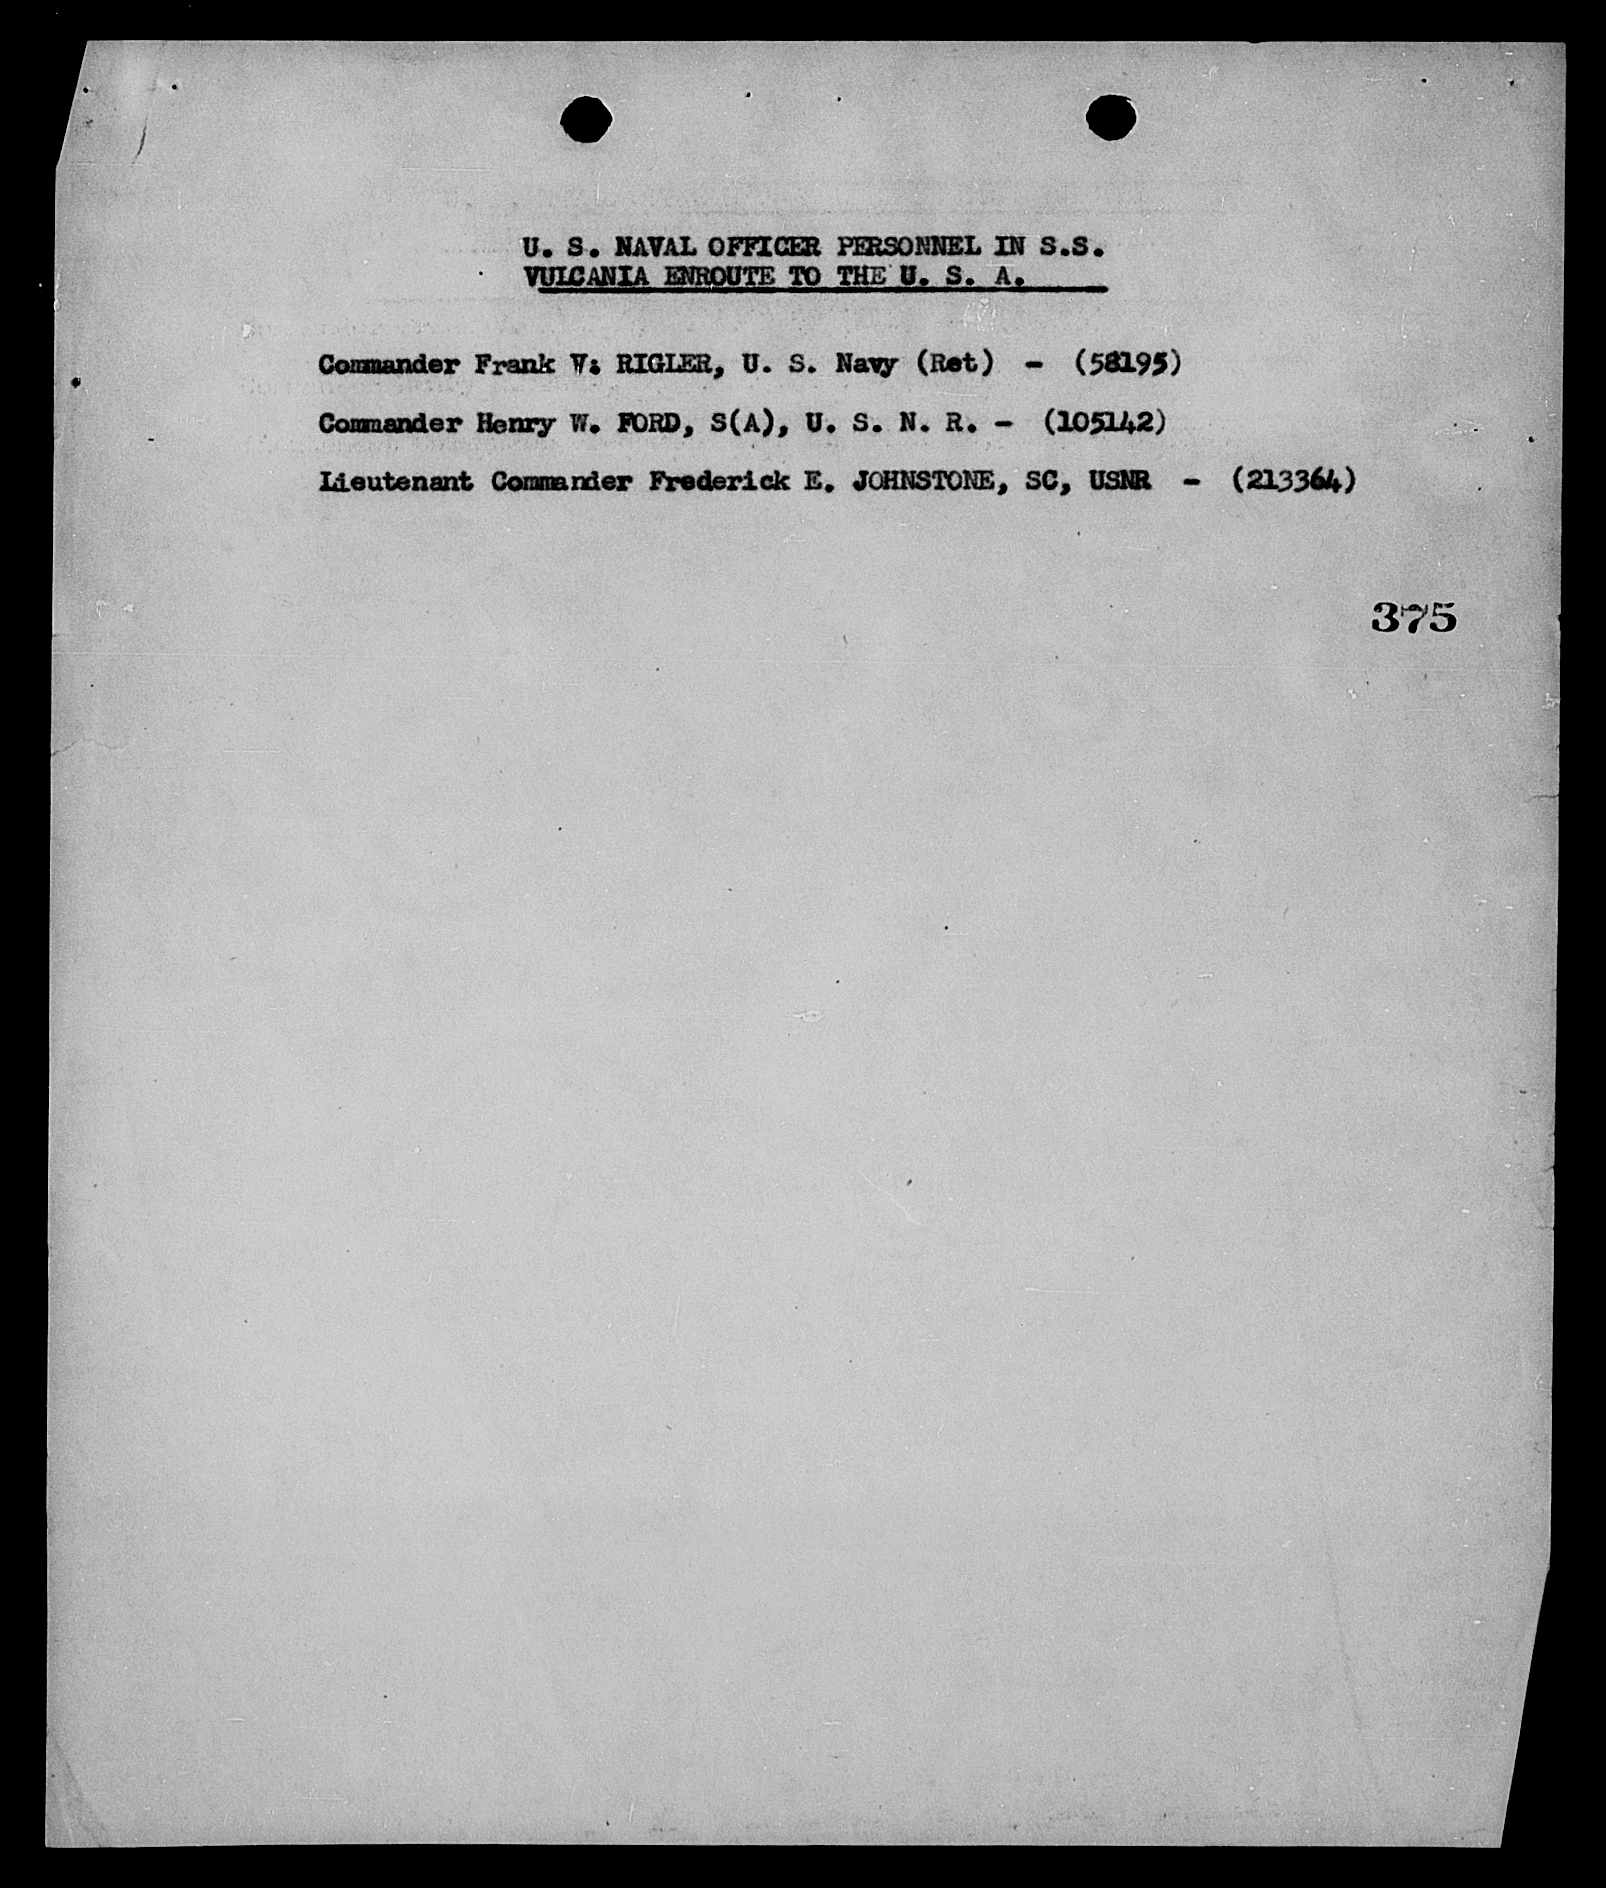 U. S. NAVAL OFFICER PERSONNEL IN S.S.
VULCANIA ENROUTE TO THE U. S. A.
Commander Frank V. RIGLER, U. S. Navy (Ret) - (58195)
Commander Henry W. FORD, S(A), U. S. N. R. - (105142)
Lieutenant Commander Frederick E. JOHNSTONE, SC, USNR - (213364)
375